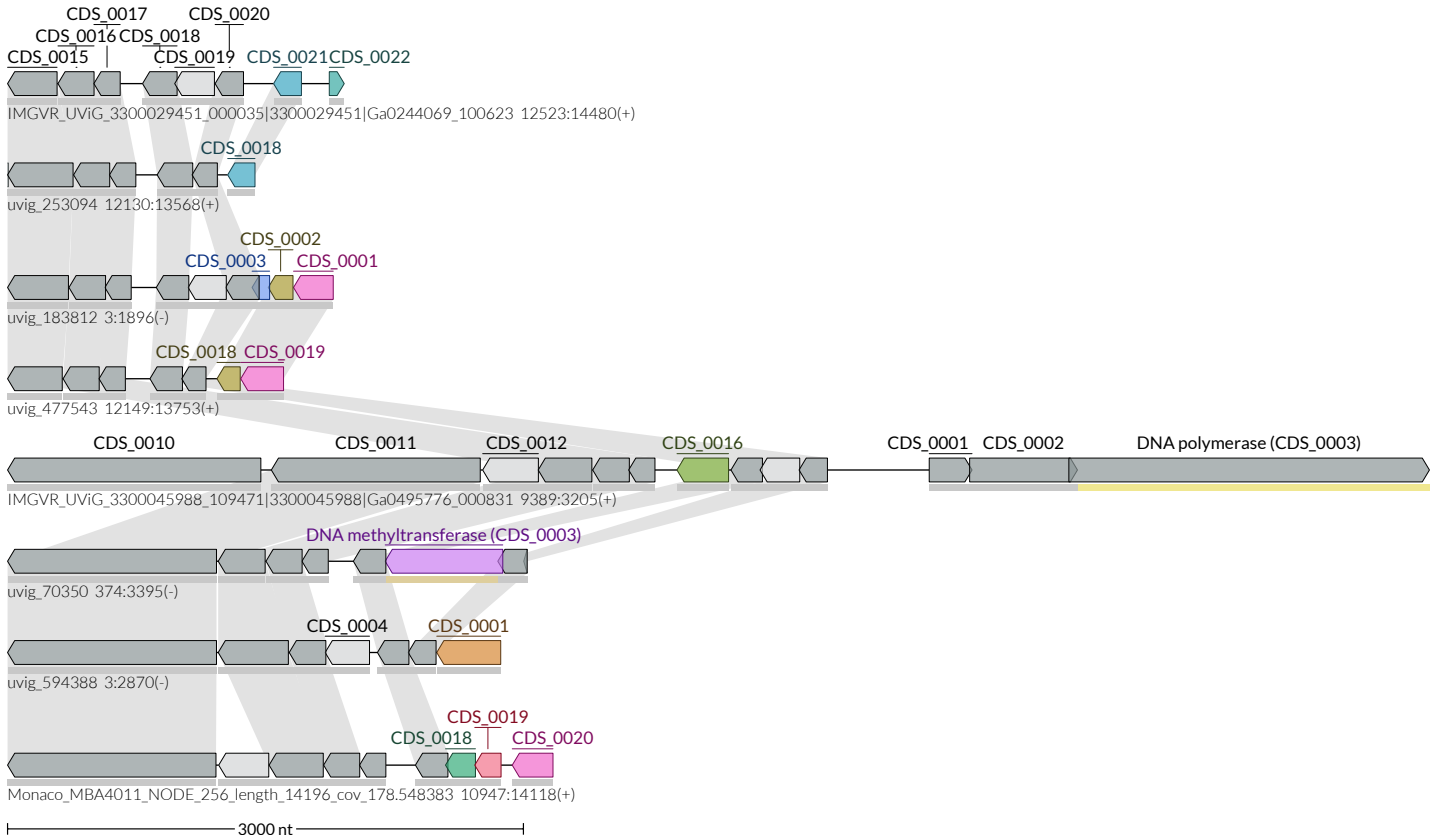 CDS_0017 CDS_0020
CDS_0016 CDS_0018
CDS_0015 CDS_0019 CDS_0021 CDS_0022
IMGVR_UViG_3300029451_000035|3300029451|Ga0244069_100623 12523:14480(+)
CDS_0018
uvig_253094 12130:13568(+)
CDS_0002
CDS_0003 CDS_0001
uvig_183812 3:1896(-)
CDS_0018 CDS_0019
uvig_477543 12149:13753(+)
CDS_0010 CDS_0011 CDS_0012 CDS_0016 CDS_0001 CDS_0002 DNA polymerase (CDS_0003)
IMGVR_UViG_3300045988_109471|3300045988|Ga0495776_000831 9389:3205(+)
DNA methyltransferase (CDS_0003)
uvig_70350 374:3395(-)
CDS_0004 CDS_0001
uvig_594388 3:2870(-)
CDS_0019
CDS_0018 CDS_0020
Monaco_MBA4011_NODE_256_length_14196_cov_178.548383 10947:14118(+)
3000 nt